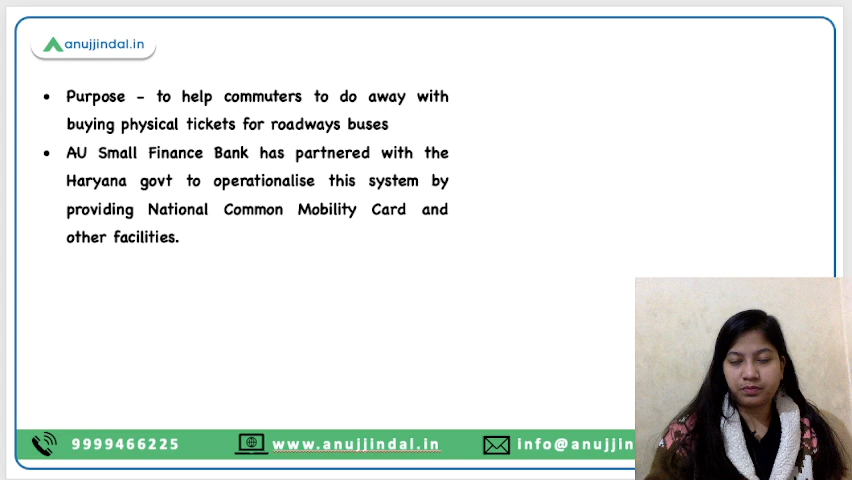 anujjindal.in
Purpose - to help commuters to do away with
buying physical tickets for roadways buses
AU Small Finance Bank has partnered with the
Haryana govt to operationalise this system by
providing National Common Mobility Card and
other facilities.
9999466225
www.anujjindal.in
info@anujjin